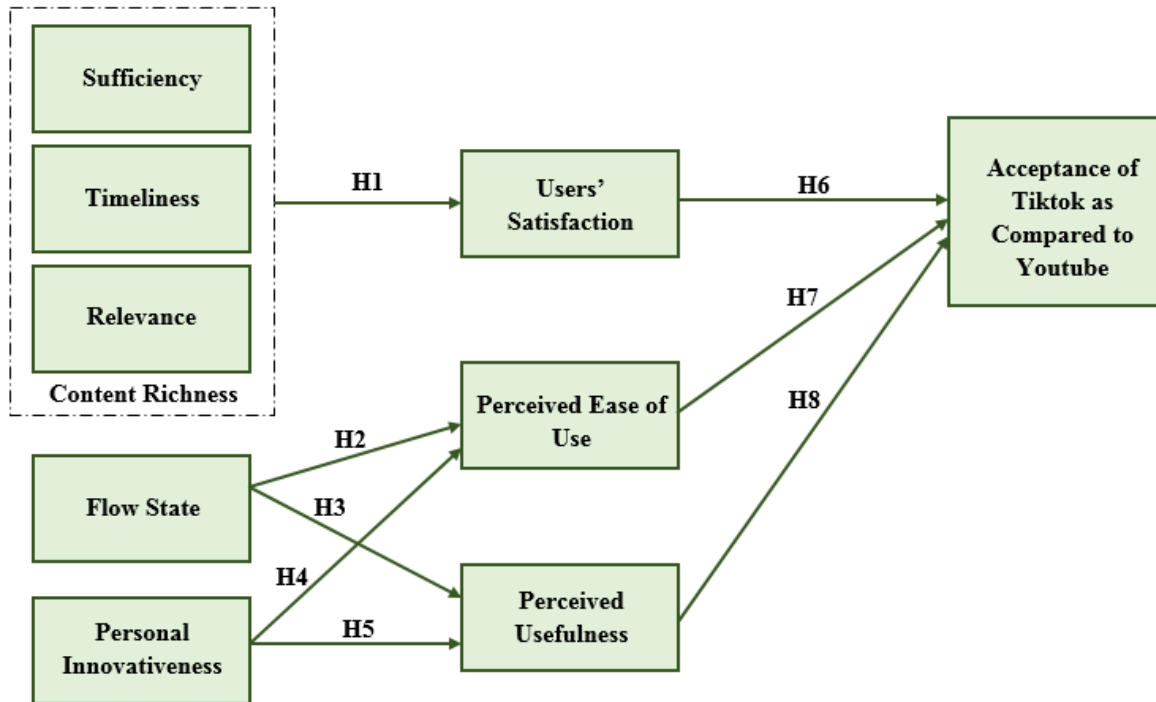 Sufficiency
Timeliness
Relevance
Content Richness
Flow State
Personal
Innovativeness
H1
H2
H3
H4
H5
Users’
Satisfaction
Perceived Ease of
Use
Perceived
Usefulness
H6
H7
H8
Acceptance of
Tiktok as
Compared to
Youtube